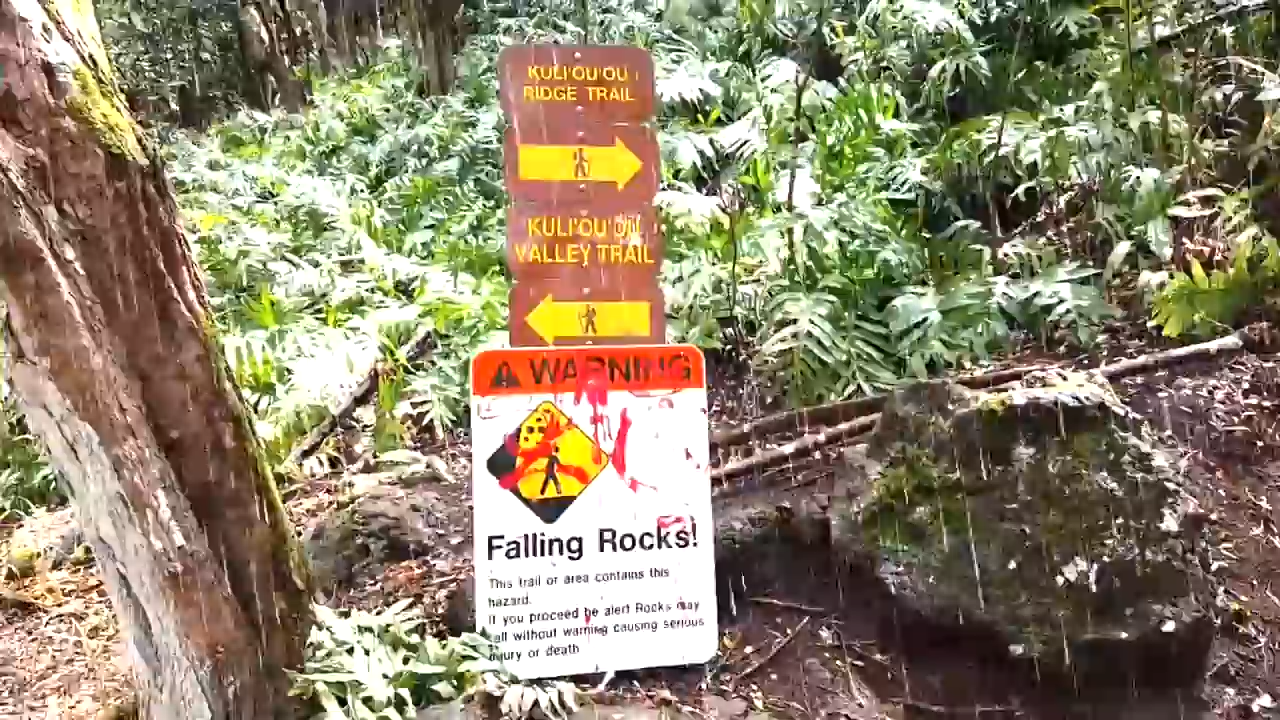 KULI'OU'OU
RIDGE TRAIL
KULI'OU'OU
VALLEY TRAIL
WARNING
Falling Rocks!
This trail or area contains this
hazard.
If you proceed be alert Rocks may
fall without warning causing serious
injury or death